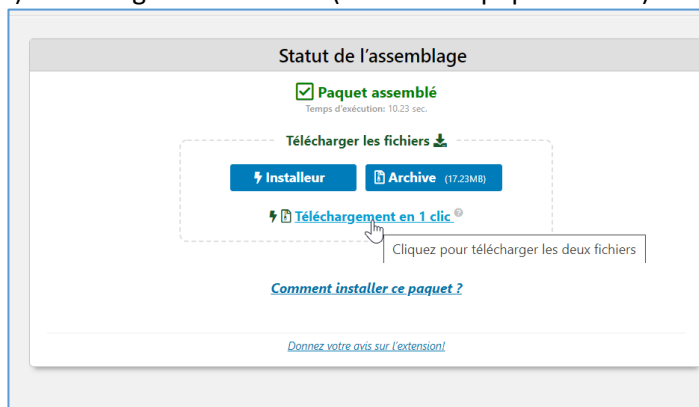 Statut de l'assemblage
Paquet assemblé
Temps d'exécution: 10.23 sec.
Télécharger les fichiers
Installeur
Archive (17.23MB)
Téléchargement en 1 clic
Cliquez pour télécharger les deux fichiers
Comment installer ce paquet ?
Donnez votre avis sur l'extension!